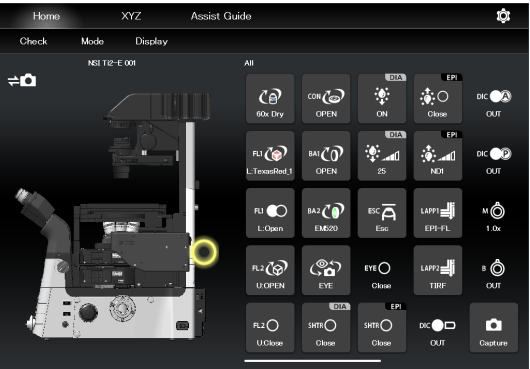 Home XYZ Assist Guide
Check Mode Display
NSI Ti2-E 001
All
60x Dry
CON OPEN
DIA ON
EPI Close
DIC A OUT
FL1 L:TexasRed_1
BA1 OPEN
DIA 25
EPI ND1
DIC P OUT
FL1 L:Open
BA2 EM520
ESC Esc
LAPP1 EPI-FL
M 1.0x
FL2 U:OPEN
EYE
EYE Close
LAPP2 TIRF
B OUT
FL2 U:Close
DIA SHTR Close
EPI SHTR Close
DIC OUT
Capture